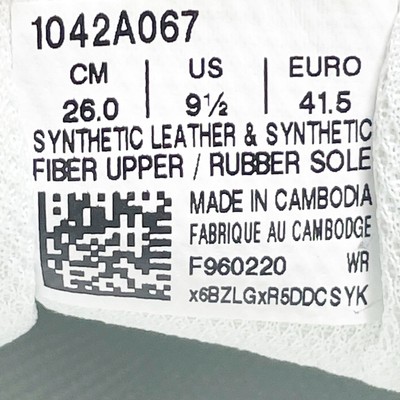 1042A067
CM | US | EURO
26.0 | 9½ | 41.5
SYNTHETIC LEATHER & SYNTHETIC
FIBER UPPER / RUBBER SOLE
MADE IN CAMBODIA
FABRIQUE AU CAMBODGE
F960220 WR
x6BZLGxR5DDCSYK